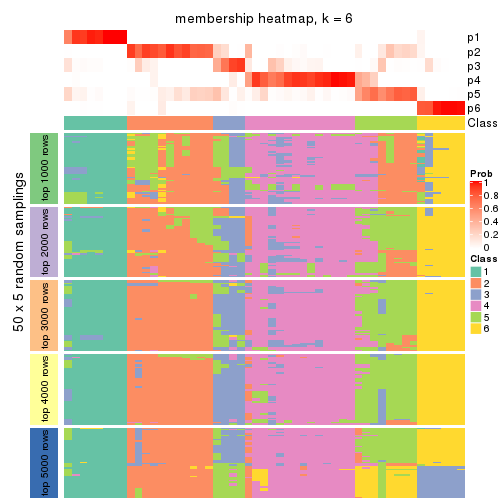 membership heatmap, k = 6
p1
p2
p3
p4
p5
p6
Class
50 x 5 random samplings
top 1000 rows
top 2000 rows
top 3000 rows
top 4000 rows
top 5000 rows
Prob
1
0.8
0.6
0.4
0.2
0
Class
1
2
3
4
5
6